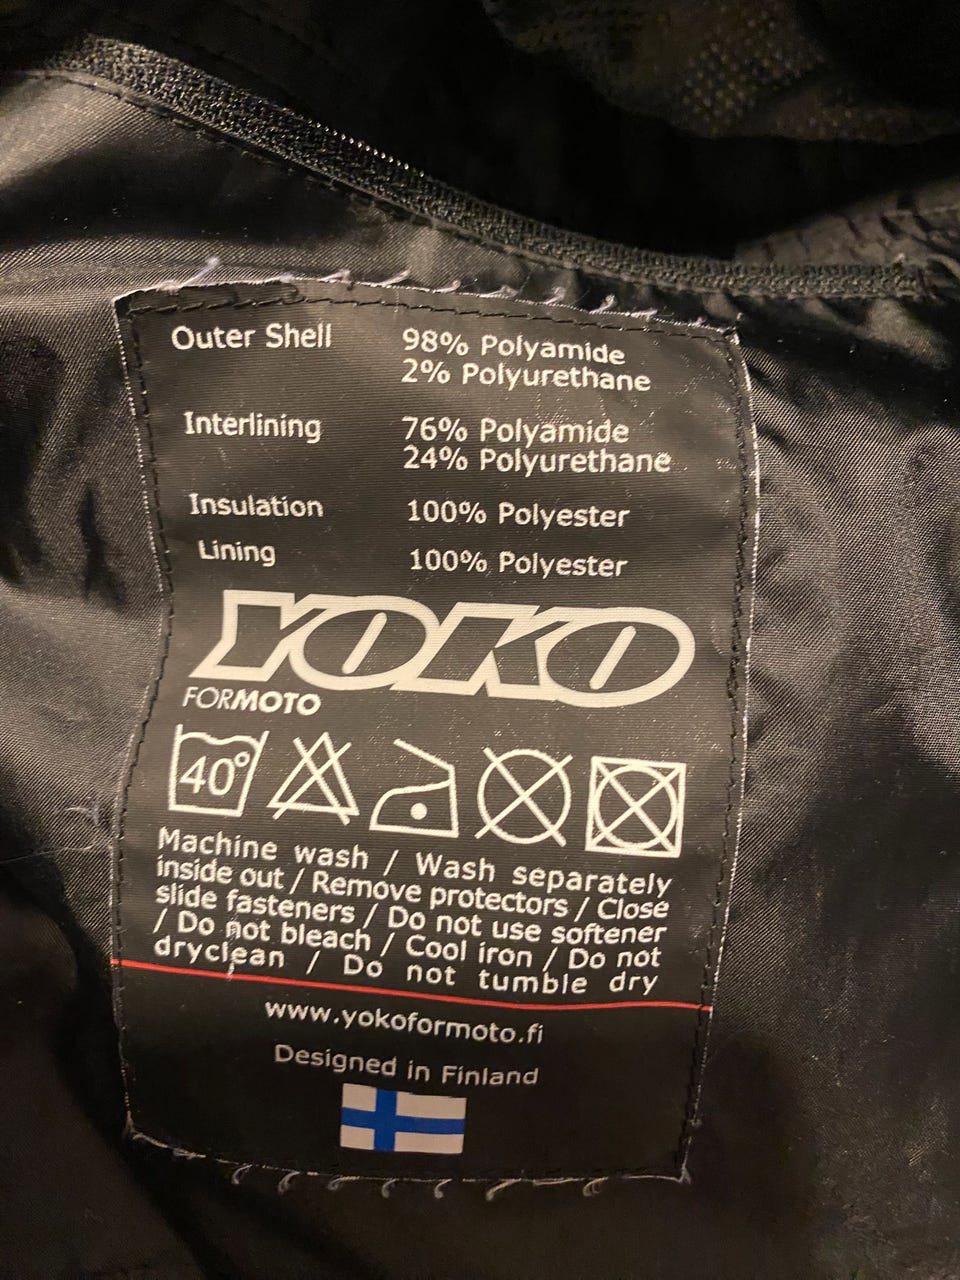 Outer Shell 98% Polyamide
2% Polyurethane
Interlining 76% Polyamide
24% Polyurethane
Insulation 100% Polyester
Lining 100% Polyester
YOKO
FORMOTO
40°
Machine wash / Wash separately
inside out / Remove protectors / Close
slide fasteners / Do not use softener
/ Do not bleach / Cool iron / Do not
dryclean / Do not tumble dry
www.yokoformoto.fi
Designed in Finland